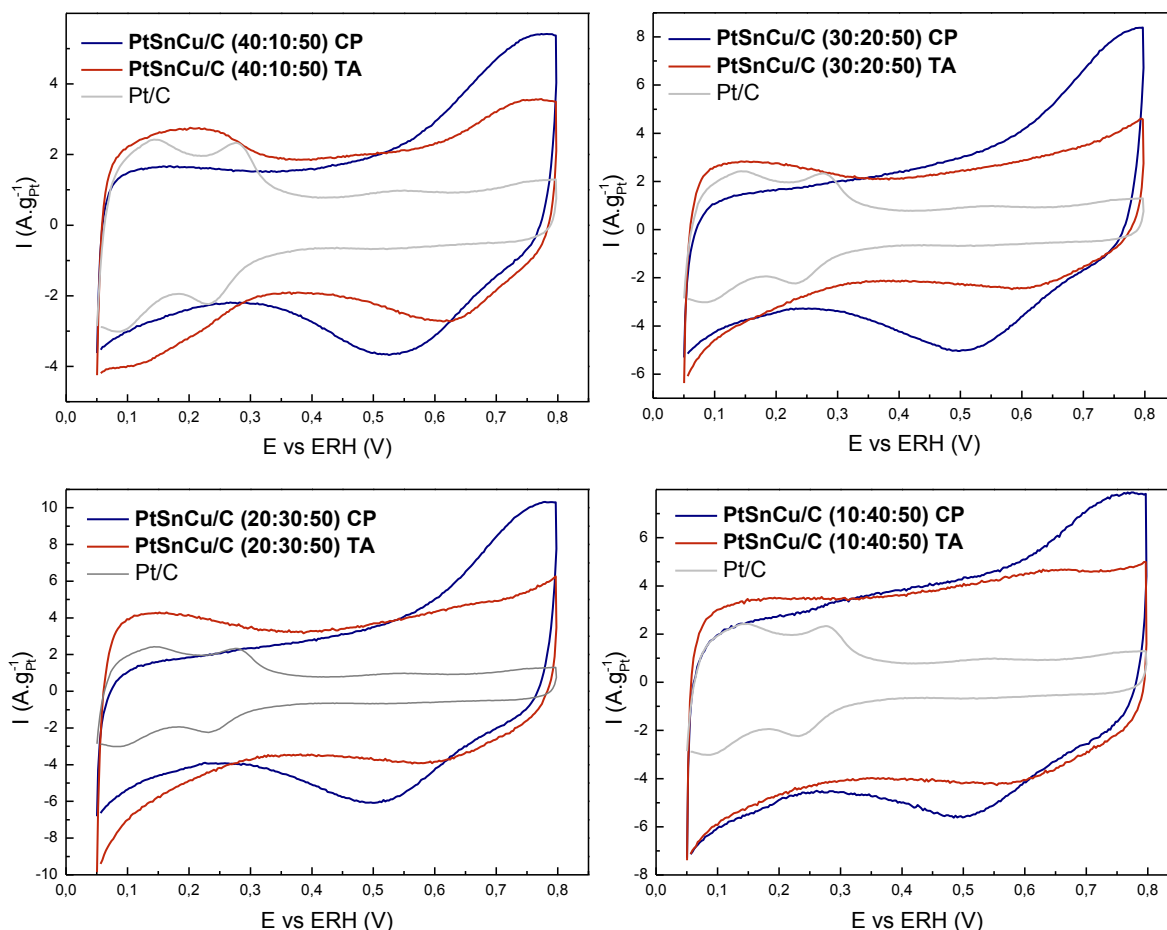 PtSnCu/C (40:10:50) CP
PtSnCu/C (40:10:50) TA
Pt/C
I (A.g⁻¹Pt)
4
2
0
-2
-4
0,0 0,1 0,2 0,3 0,4 0,5 0,6 0,7 0,8
E vs ERH (V)
PtSnCu/C (30:20:50) CP
PtSnCu/C (30:20:50) TA
Pt/C
I (A.g⁻¹Pt)
8
6
4
2
0
-2
-4
-6
0,0 0,1 0,2 0,3 0,4 0,5 0,6 0,7 0,8
E vs ERH (V)
PtSnCu/C (20:30:50) CP
PtSnCu/C (20:30:50) TA
Pt/C
I (A.g⁻¹Pt)
10
8
6
4
2
0
-2
-4
-6
-8
-10
0,0 0,1 0,2 0,3 0,4 0,5 0,6 0,7 0,8
E vs ERH (V)
PtSnCu/C (10:40:50) CP
PtSnCu/C (10:40:50) TA
Pt/C
I (A.g⁻¹Pt)
6
4
2
0
-2
-4
-6
-8
0,0 0,1 0,2 0,3 0,4 0,5 0,6 0,7 0,8
E vs ERH (V)